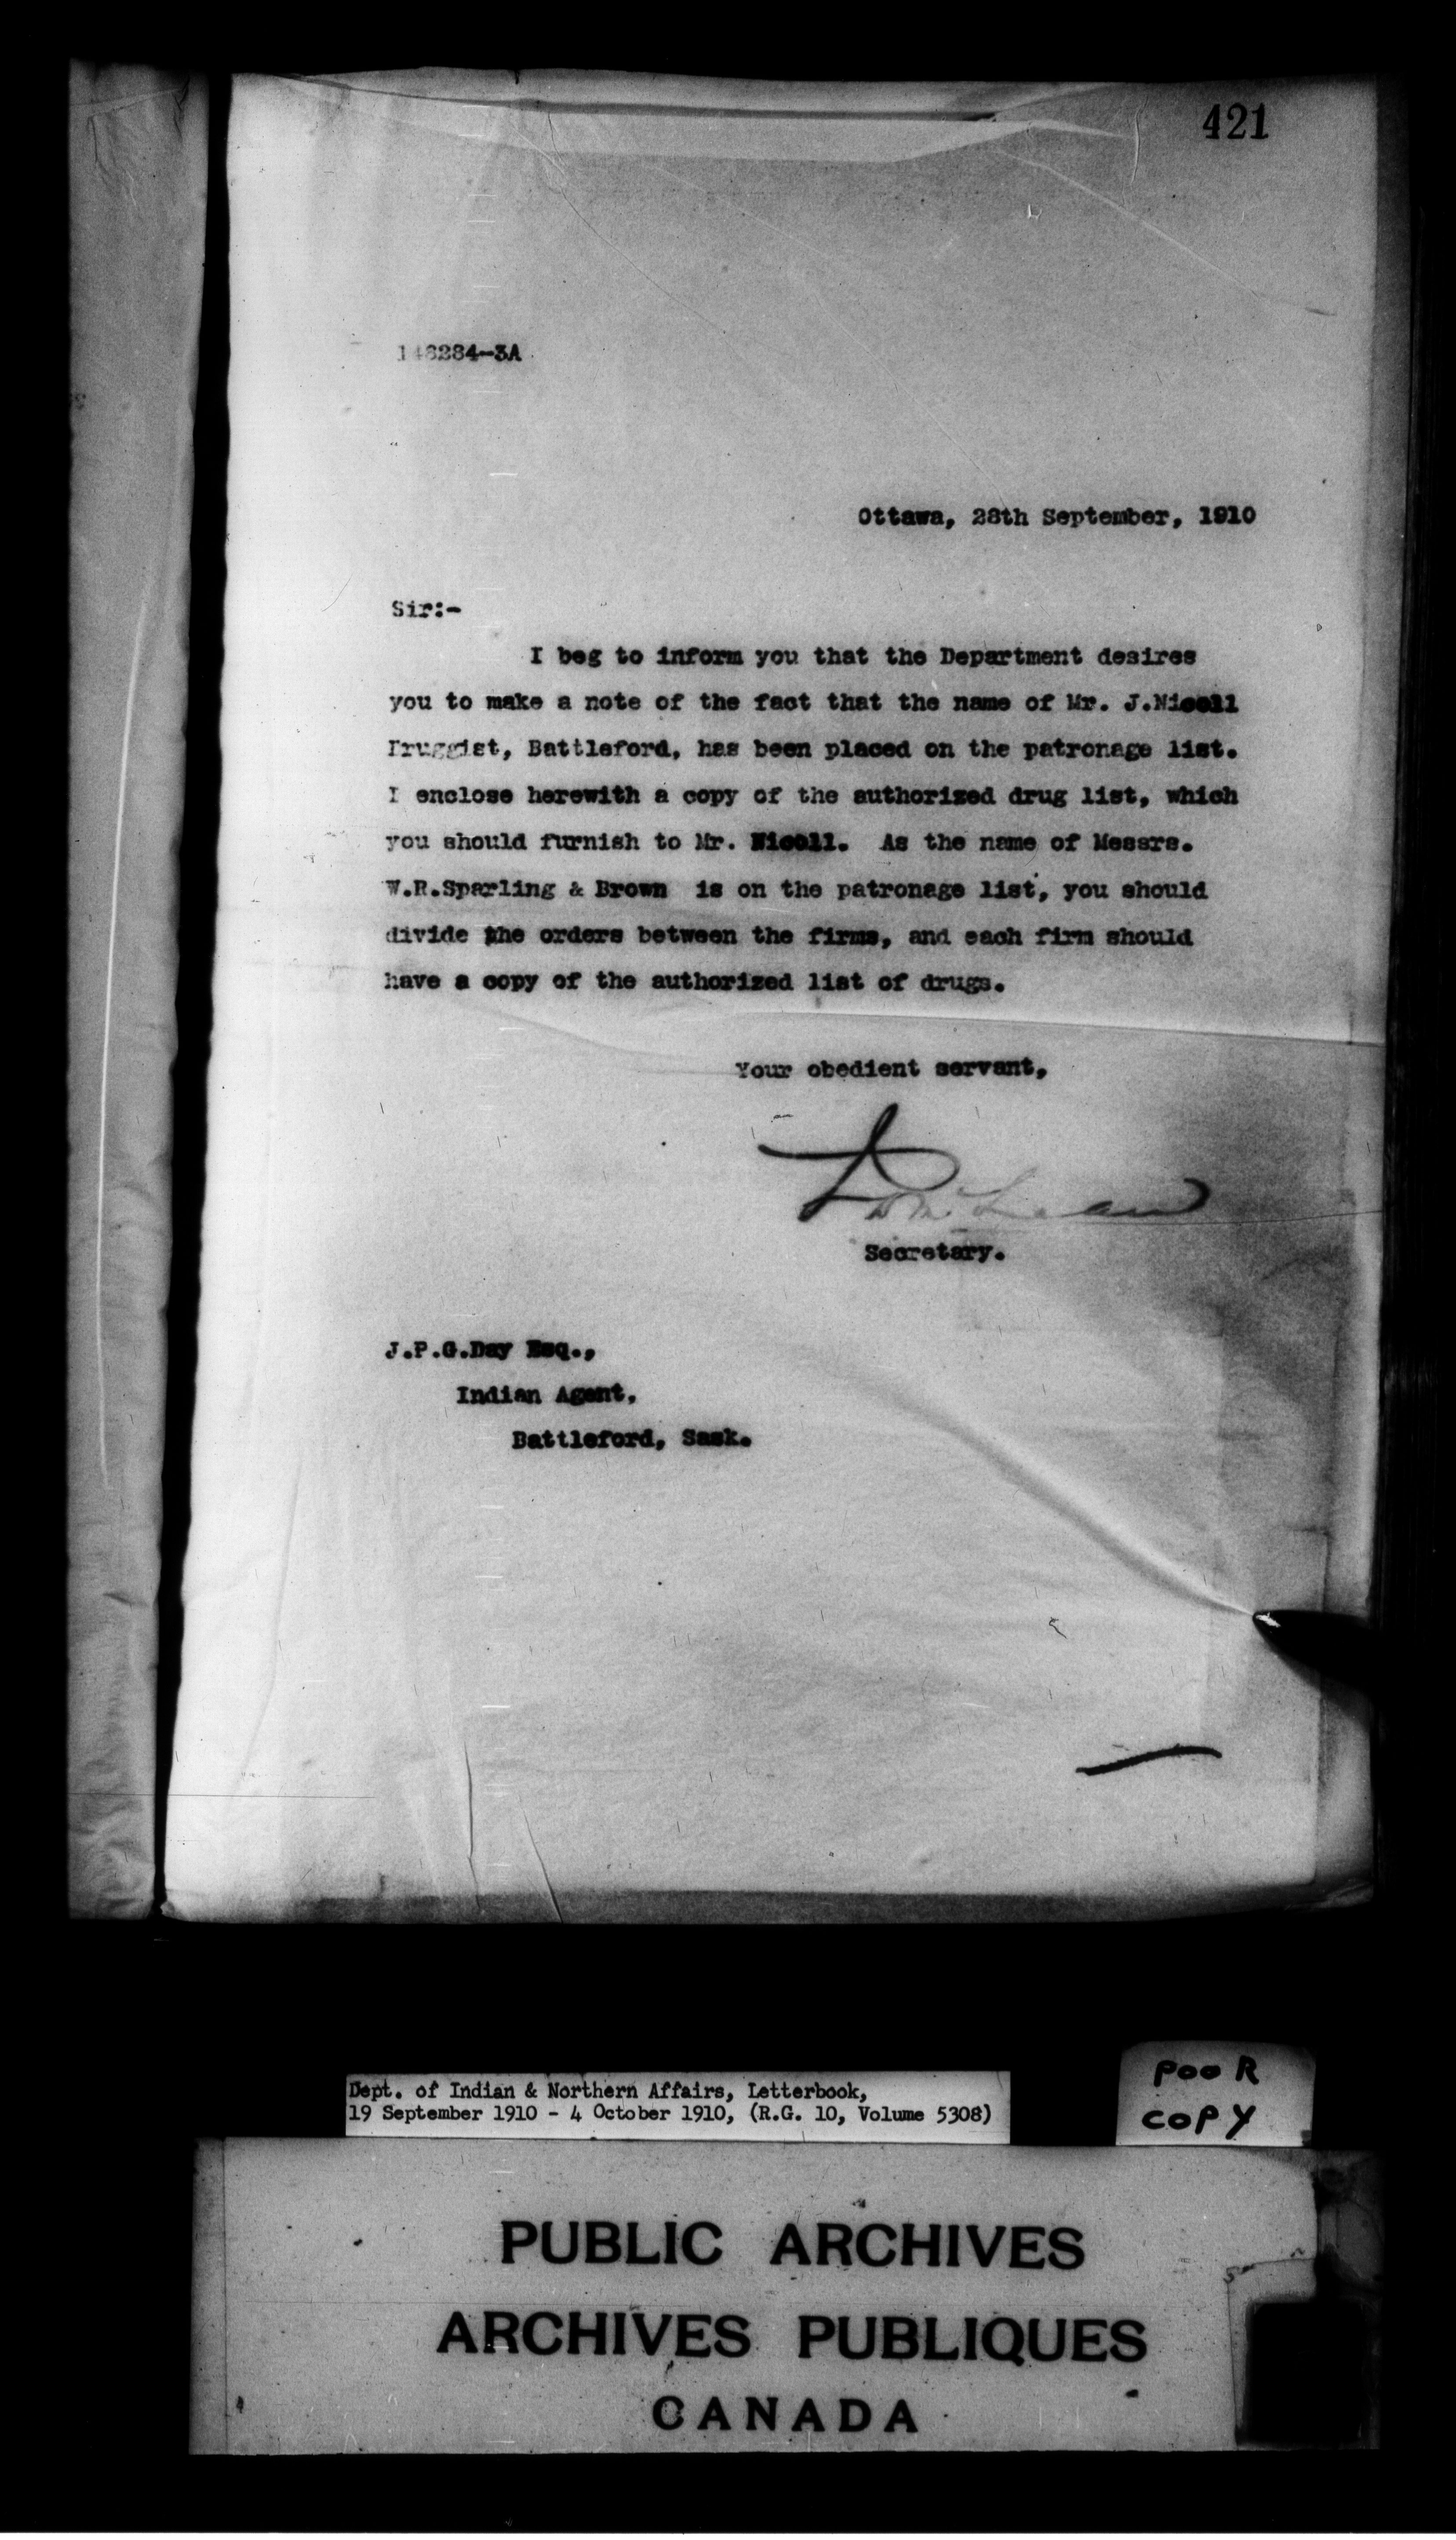 421
148284-3A
Ottawa, 28th September, 1910
Sir:-
I beg to inform you that the Department desires
you to make a note of the fact that the name of Mr. J.Nicoll
Druggist, Battleford, has been placed on the patronage list.
I enclose herewith a copy of the authorized drug list, which
you should furnish to Mr. Nicoll. As the name of Messrs.
W.R.Sparling & Brown is on the patronage list, you should
divide the orders between the firms, and each firm should
have a copy of the authorized list of drugs.
Your obedient servant,
Secretary.
J.P.G.Day Esq.,
Indian Agent,
Battleford, Sask.
Dept. of Indian & Northern Affairs, Letterbook,
19 September 1910 - 4 October 1910, (R.G. 10, Volume 5308)
POOR
COPY
PUBLIC ARCHIVES
ARCHIVES PUBLIQUES
CANADA